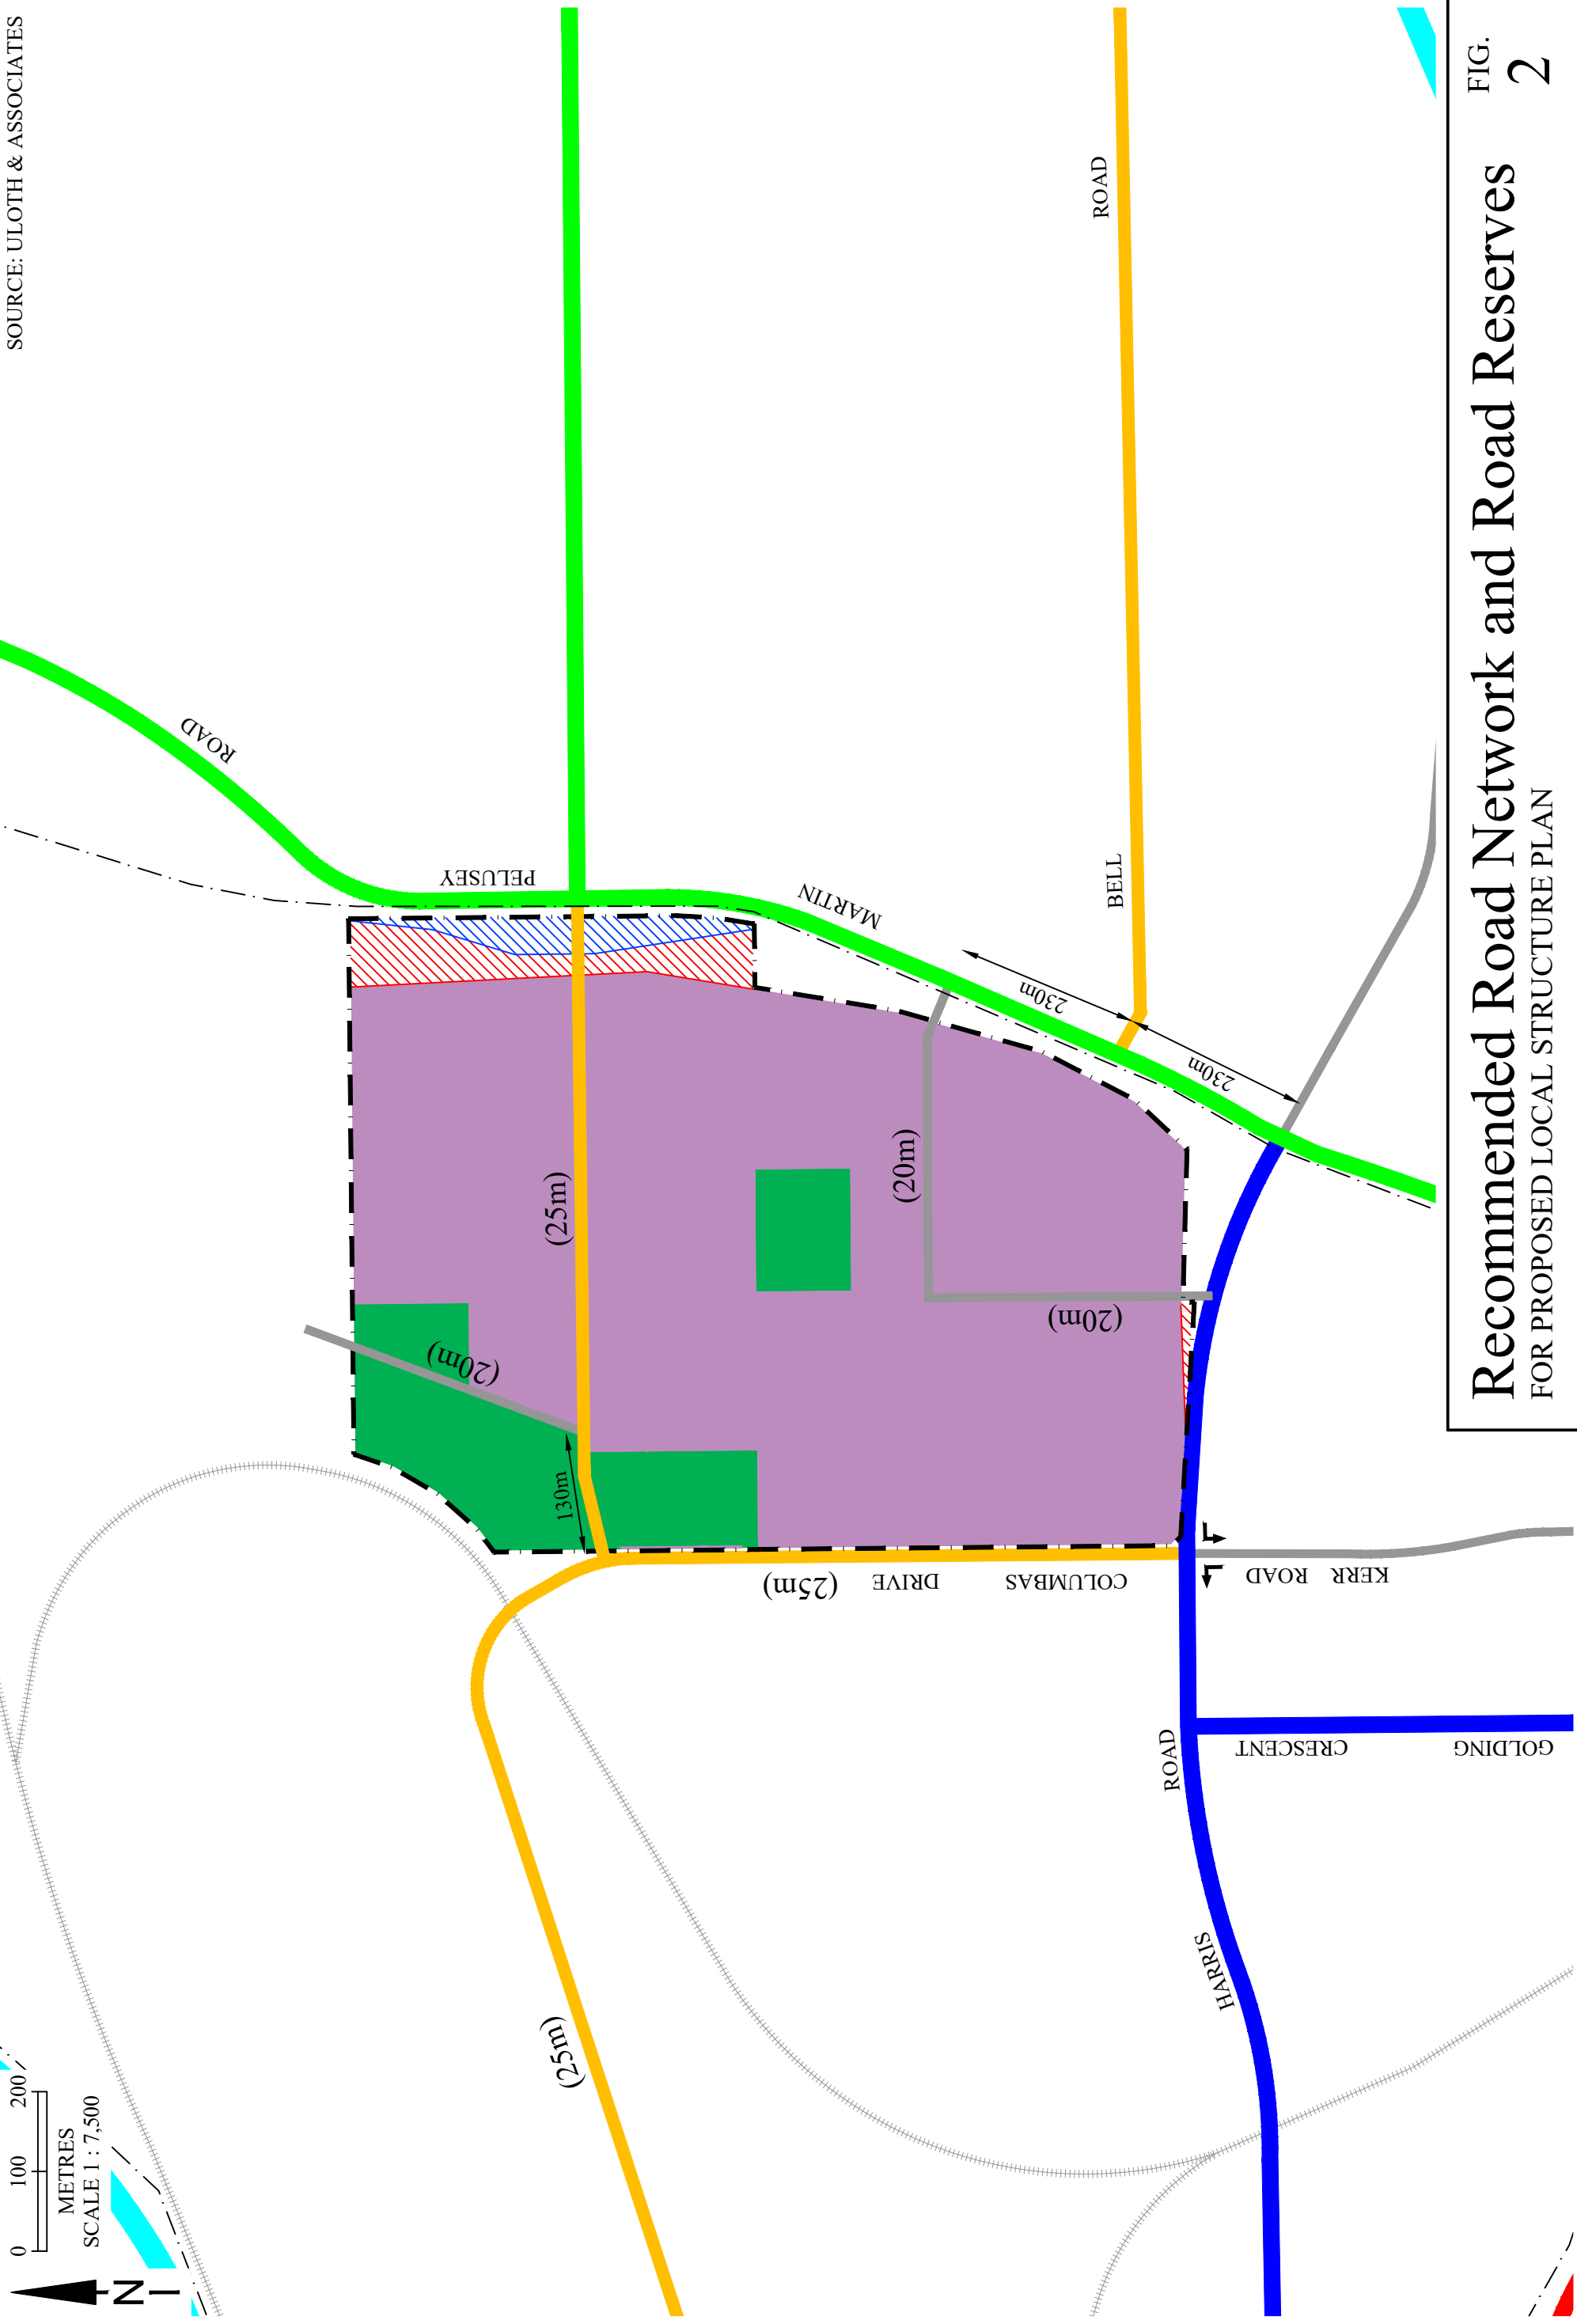 SOURCE: ULOTH & ASSOCIATES
0 100 200
METRES
SCALE 1 : 7,500
N
ROAD
PELUSEY
MARTIN
ROAD
BELL
230m
230m
(25m)
(20m)
(20m)
(20m)
130m
(25m)
DRIVE
COLUMBAS
KERR ROAD
ROAD
HARRIS
CRESCENT
GOLDING
(25m)
Recommended Road Network and Road Reserves
FOR PROPOSED LOCAL STRUCTURE PLAN
FIG.
2